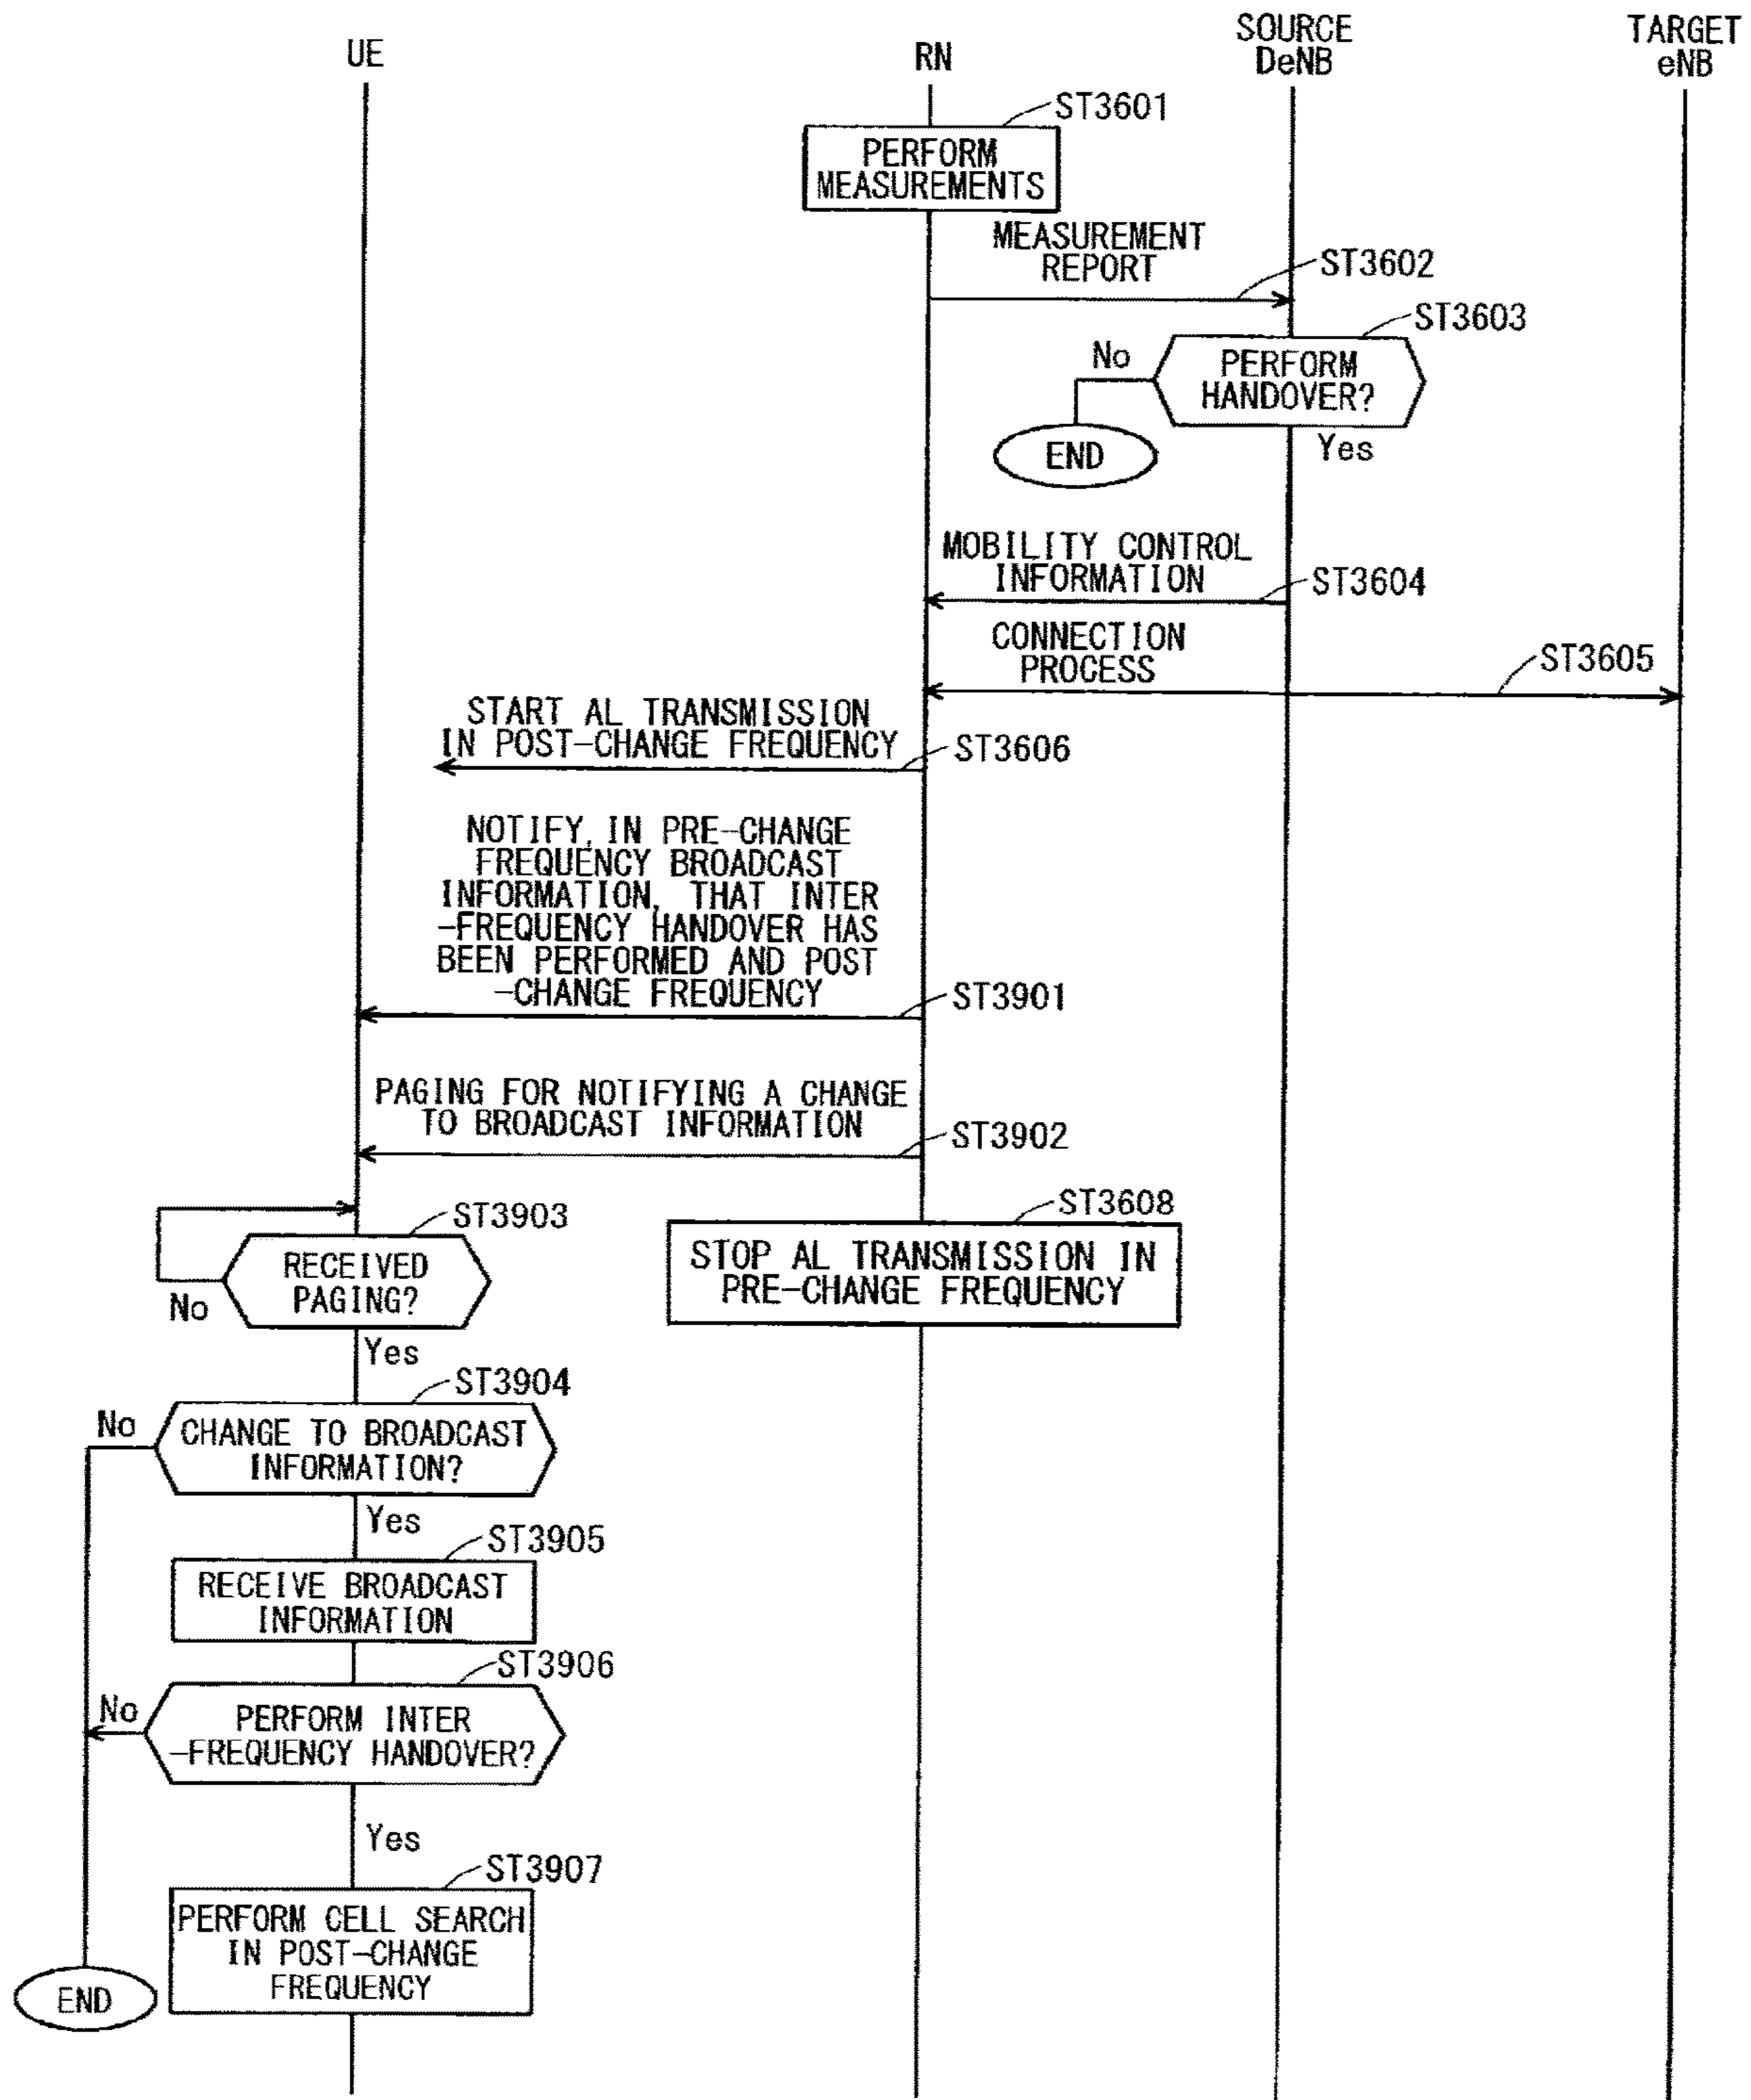 UE
RN
SOURCE
DeNB
TARGET
eNB
ST3601
PERFORM
MEASUREMENTS
MEASUREMENT
REPORT
ST3602
ST3603
No
PERFORM
HANDOVER?
END
Yes
MOBILITY CONTROL
INFORMATION
ST3604
CONNECTION
PROCESS
ST3605
START AL TRANSMISSION
IN POST-CHANGE FREQUENCY
ST3606
NOTIFY, IN PRE-CHANGE
FREQUENCY BROADCAST
INFORMATION, THAT INTER
-FREQUENCY HANDOVER HAS
BEEN PERFORMED AND POST
-CHANGE FREQUENCY
ST3901
PAGING FOR NOTIFYING A CHANGE
TO BROADCAST INFORMATION
ST3902
ST3903
RECEIVED
PAGING?
No
Yes
ST3608
STOP AL TRANSMISSION IN
PRE-CHANGE FREQUENCY
ST3904
No
CHANGE TO BROADCAST
INFORMATION?
Yes
ST3905
RECEIVE BROADCAST
INFORMATION
ST3906
No
PERFORM INTER
-FREQUENCY HANDOVER?
Yes
ST3907
PERFORM CELL SEARCH
IN POST-CHANGE
FREQUENCY
END